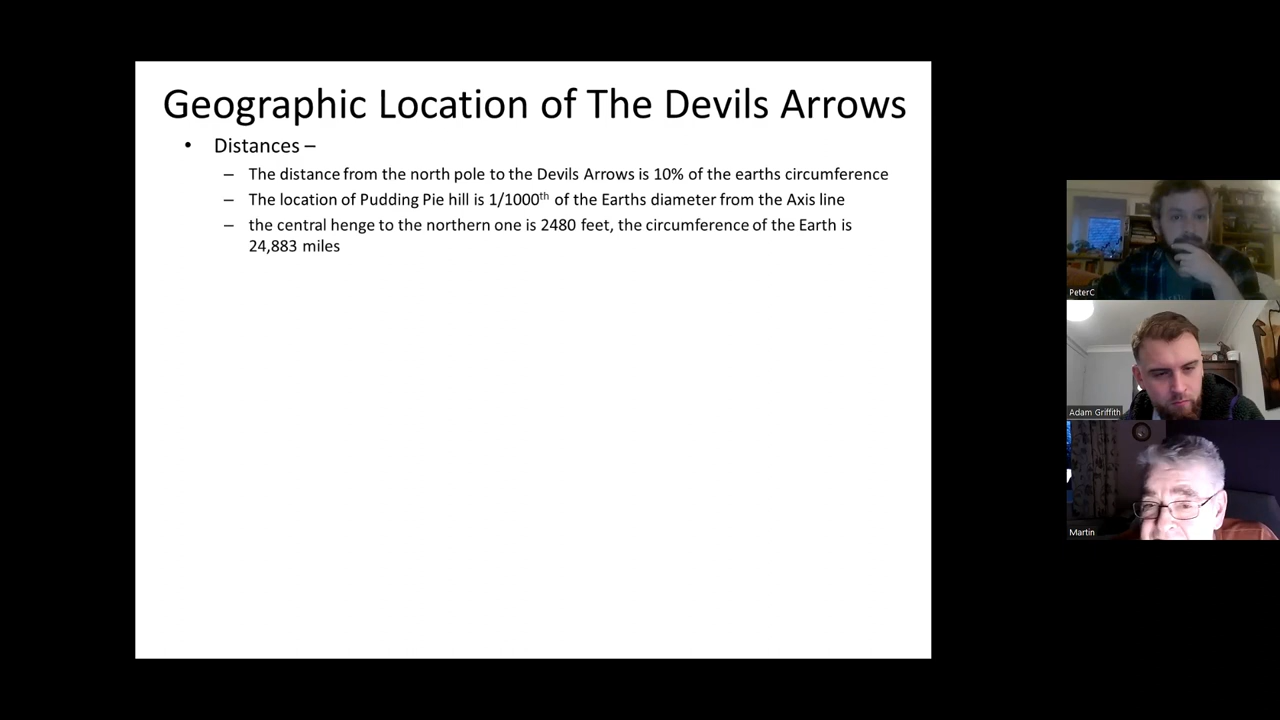 Geographic Location of The Devils Arrows
• Distances –
– The distance from the north pole to the Devils Arrows is 10% of the earths circumference
– The location of Pudding Pie hill is 1/1000th of the Earths diameter from the Axis line
– the central henge to the northern one is 2480 feet, the circumference of the Earth is
24,883 miles
PeterC
Adam Griffith
Martin